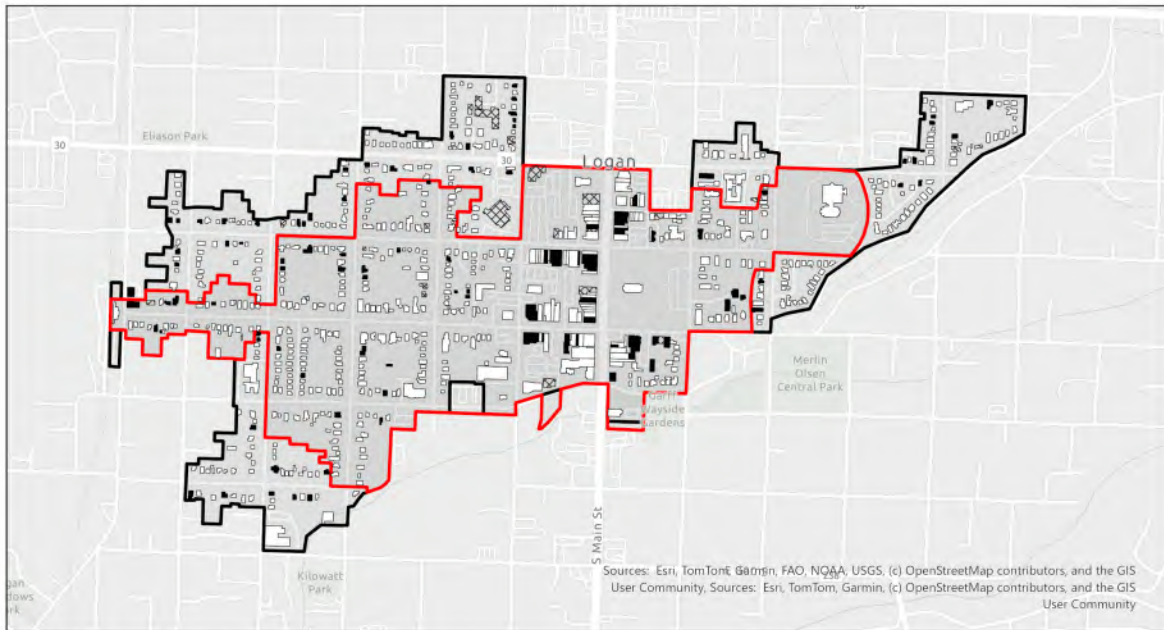 89
Eliason Park
30
30
Logan
Merlin
Olsen
Central Park
Garff
Wayside
Gardens
S Main St
Kilowatt
Park
Sources: Esri, TomTom, Garmin, FAO, NOAA, USGS, (c) OpenStreetMap contributors, and the GIS
User Community, Sources: Esri, TomTom, Garmin, (c) OpenStreetMap contributors, and the GIS
User Community